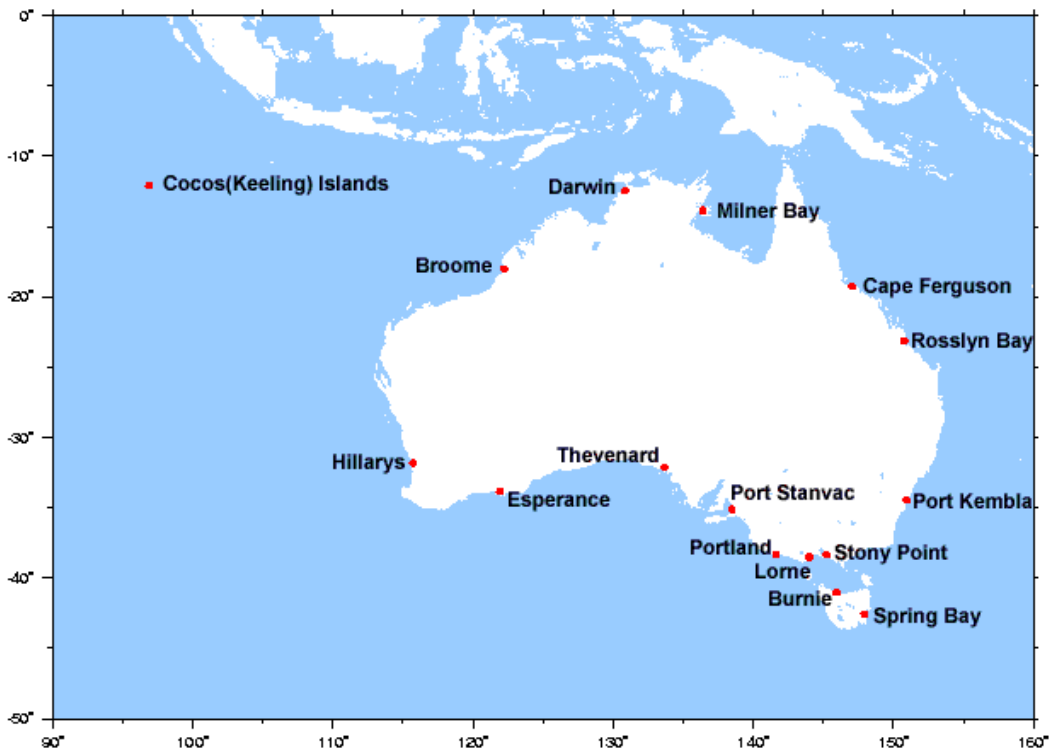 0°
-10°
Cocos(Keeling) Islands
Darwin
Milner Bay
Broome
-20°
Cape Ferguson
Rosslyn Bay
-30°
Hillarys
Thevenard
Esperance
Port Stanvac
Port Kembla
Portland
Stony Point
Lorne
-40°
Burnie
Spring Bay
-50°
90° 100° 110° 120° 130° 140° 150° 160°